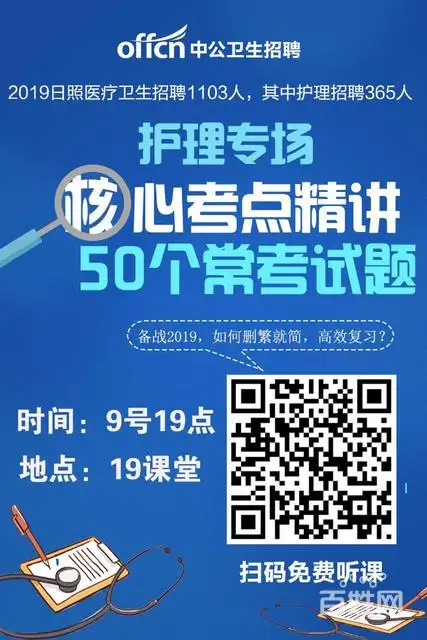 offcn 中公卫生招聘
2019日照医疗卫生招聘1103人，其中护理招聘365人
护理专场
核心考点精讲
50个常考试题
备战2019，如何删繁就简，高效复习？
时间：9号19点
地点：19课堂
扫码免费听课
百姓网